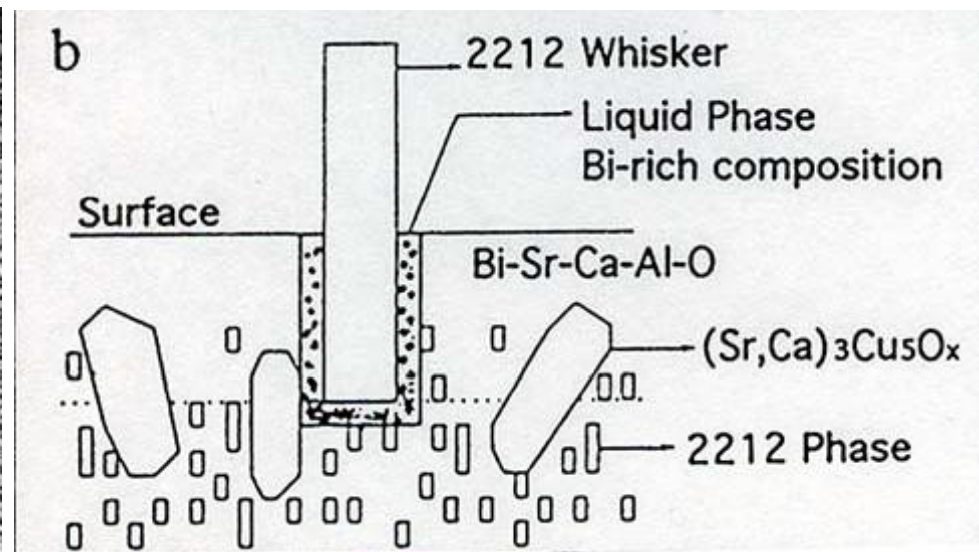 b
2212 Whisker
Liquid Phase
Bi-rich composition
Surface
Bi-Sr-Ca-Al-O
(Sr,Ca)₃Cu₅Oₓ
2212 Phase